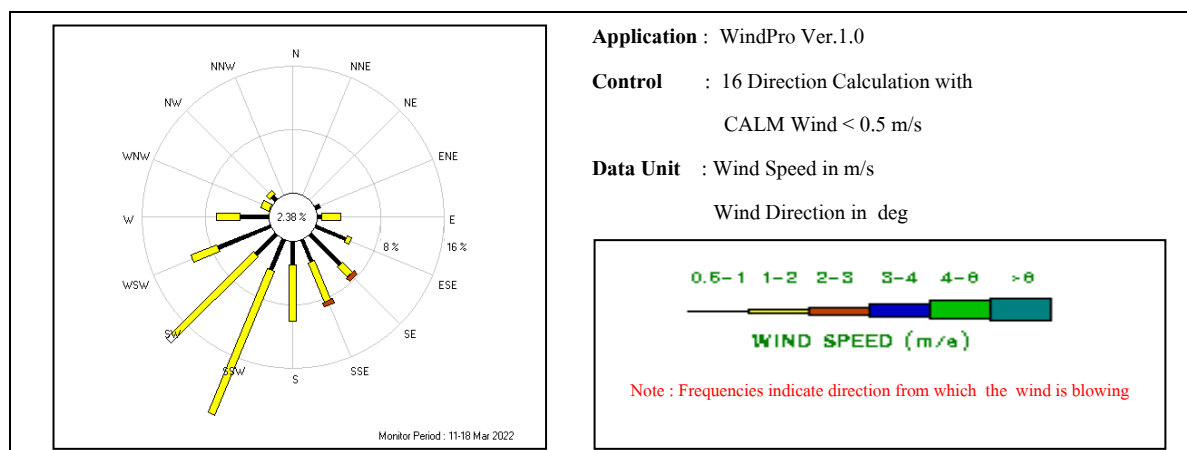 N
NNW NNE
NW NE
WNW ENE
W 2.38 % E
8 % 16 %
WSW ESE
SW SE
SSW SSE
S
Monitor Period : 11-18 Mar 2022
Application : WindPro Ver.1.0
Control : 16 Direction Calculation with
CALM Wind < 0.5 m/s
Data Unit : Wind Speed in m/s
Wind Direction in deg
0.5-1 1-2 2-3 3-4 4-6 >6
WIND SPEED (m/s)
Note : Frequencies indicate direction from which the wind is blowing